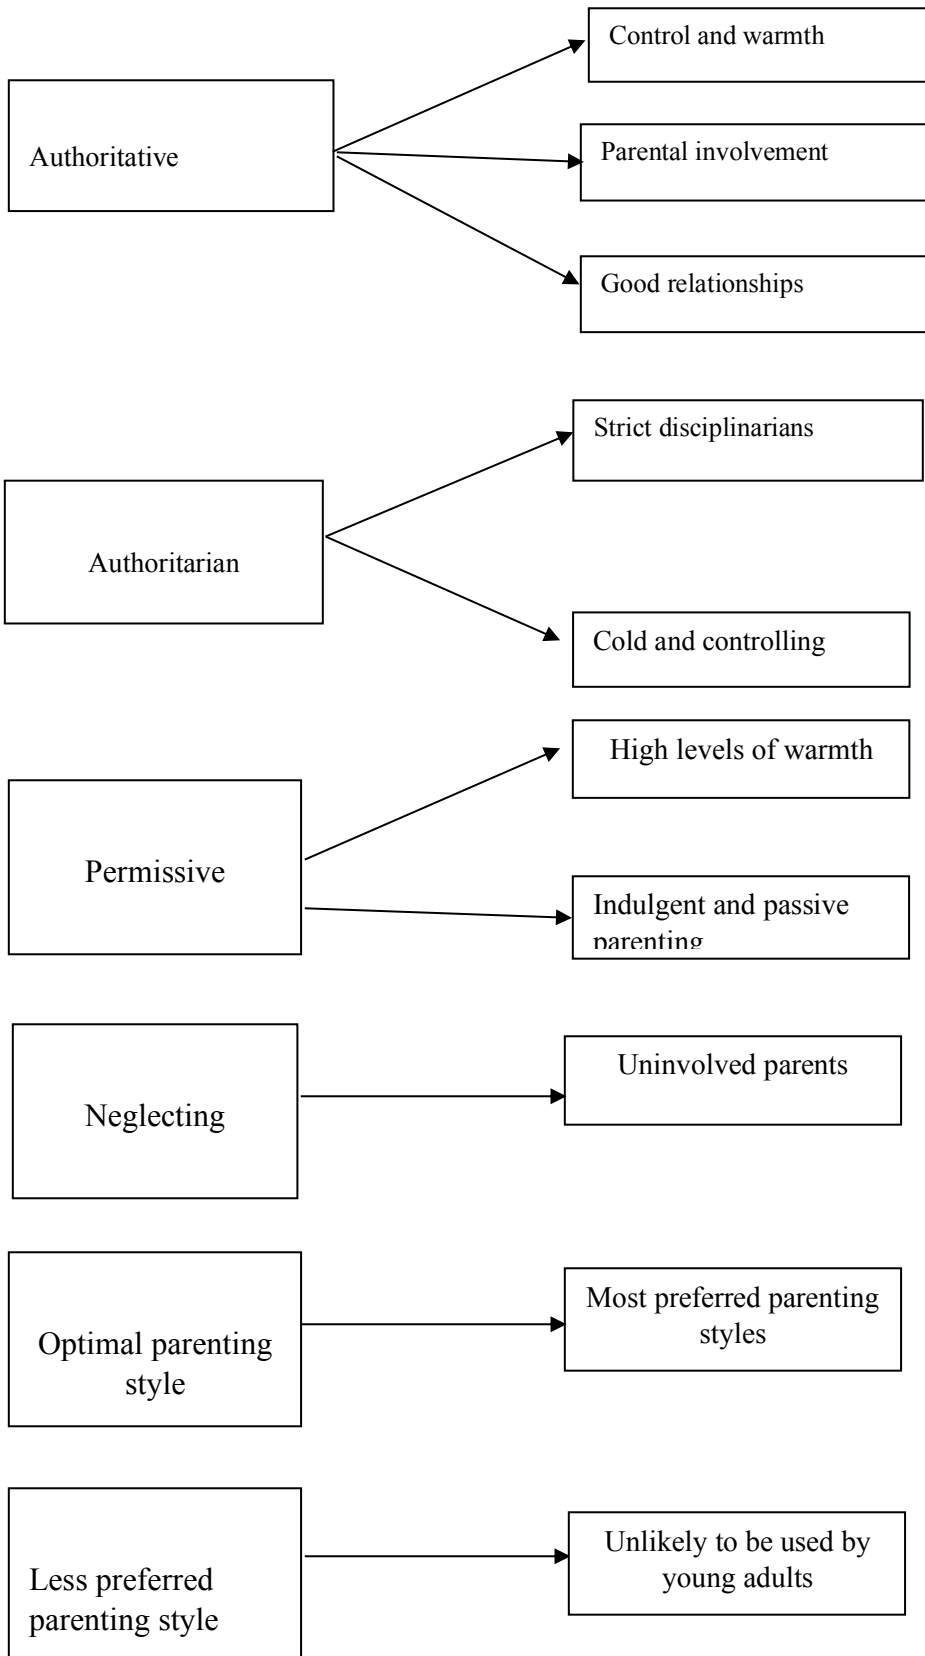 Authoritative
Control and warmth
Parental involvement
Good relationships
Authoritarian
Strict disciplinarians
Cold and controlling
Permissive
High levels of warmth
Indulgent and passive
parenting
Neglecting
Uninvolved parents
Optimal parenting
style
Most preferred parenting
styles
Less preferred
parenting style
Unlikely to be used by
young adults